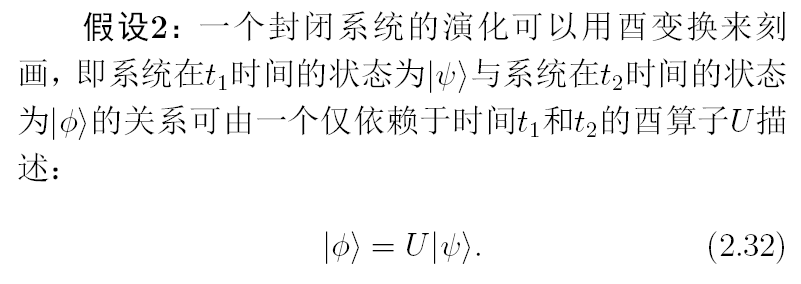 假设2：一个封闭系统的演化可以用酉变换来刻
画，即系统在t₁时间的状态为|ψ⟩与系统在t₂时间的状态
为|ϕ⟩的关系可由一个仅依赖于时间t₁和t₂的酉算子U描
述：
|ϕ⟩ = U|ψ⟩. (2.32)